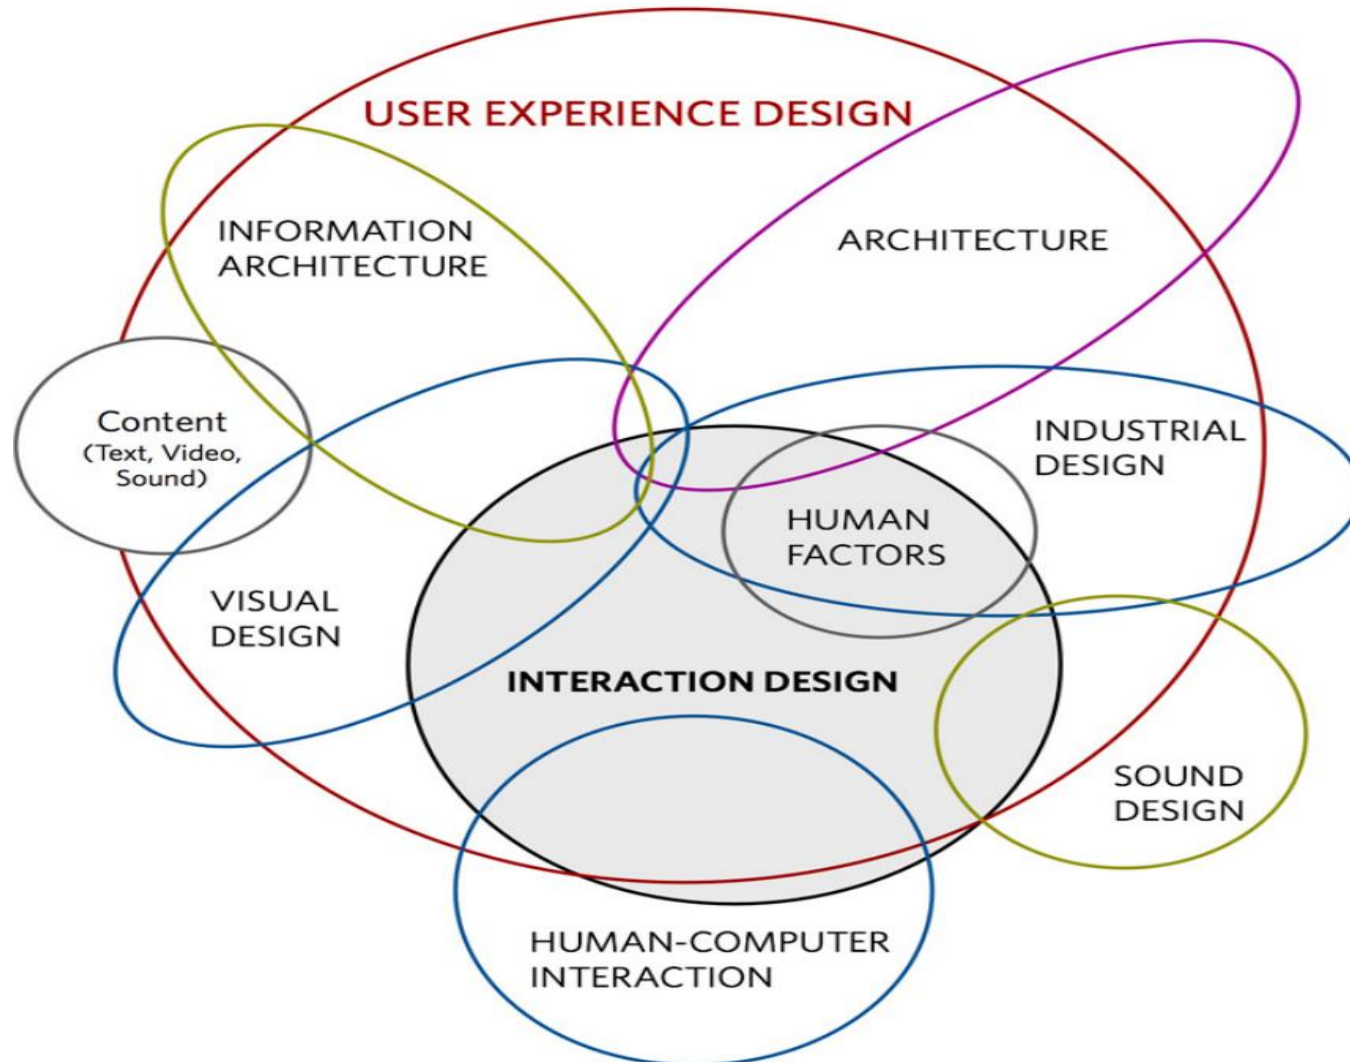 USER EXPERIENCE DESIGN
INFORMATION
ARCHITECTURE
ARCHITECTURE
Content
(Text, Video,
Sound)
INDUSTRIAL
DESIGN
HUMAN
FACTORS
VISUAL
DESIGN
INTERACTION DESIGN
SOUND
DESIGN
HUMAN-COMPUTER
INTERACTION